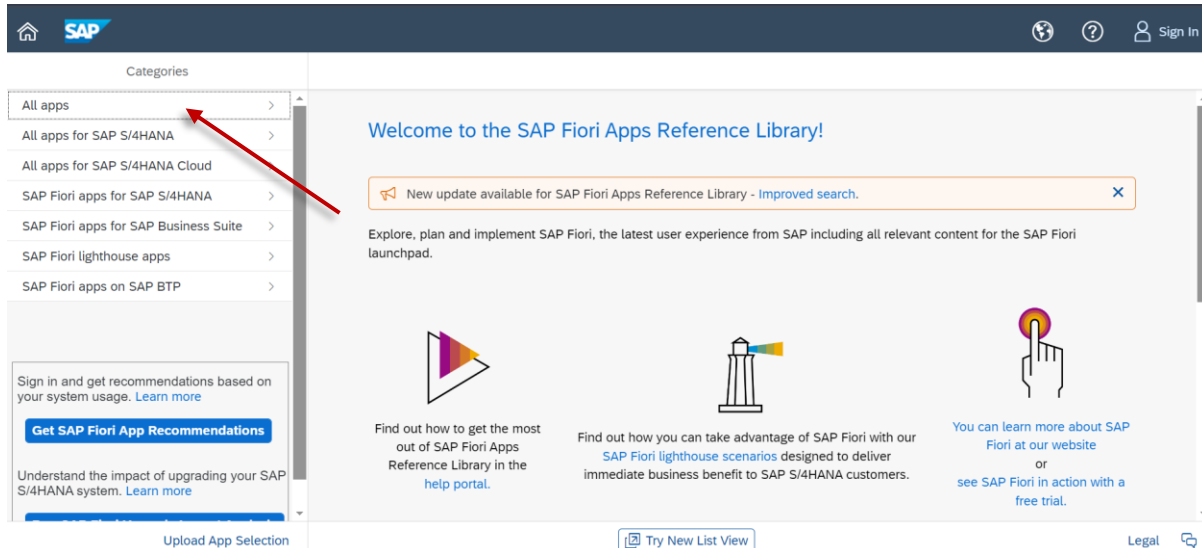 SAP
Sign In
Categories
All apps
All apps for SAP S/4HANA
All apps for SAP S/4HANA Cloud
SAP Fiori apps for SAP S/4HANA
SAP Fiori apps for SAP Business Suite
SAP Fiori lighthouse apps
SAP Fiori apps on SAP BTP
Sign in and get recommendations based on
your system usage. Learn more
Get SAP Fiori App Recommendations
Understand the impact of upgrading your SAP
S/4HANA system. Learn more
Upload App Selection
Welcome to the SAP Fiori Apps Reference Library!
New update available for SAP Fiori Apps Reference Library - Improved search.
Explore, plan and implement SAP Fiori, the latest user experience from SAP including all relevant content for the SAP Fiori
launchpad.
Find out how to get the most
out of SAP Fiori Apps
Reference Library in the
help portal.
Find out how you can take advantage of SAP Fiori with our
SAP Fiori lighthouse scenarios designed to deliver
immediate business benefit to SAP S/4HANA customers.
You can learn more about SAP
Fiori at our website
or
see SAP Fiori in action with a
free trial.
Try New List View
Legal